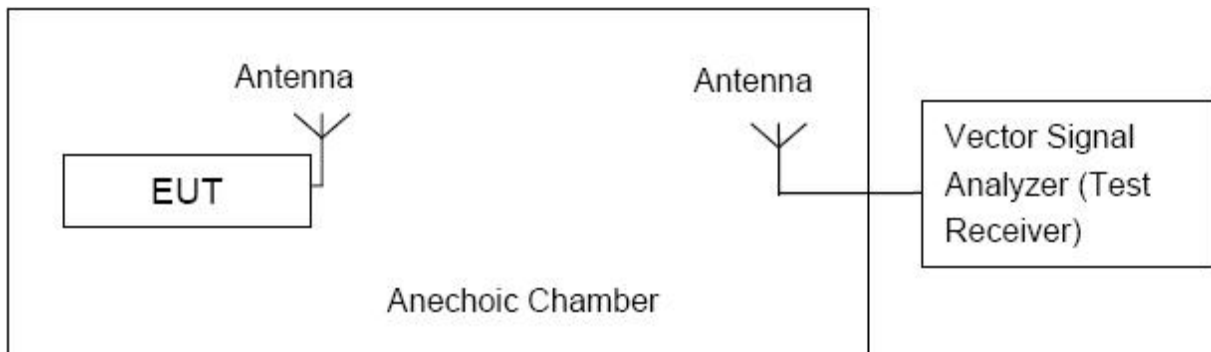 Antenna
Antenna
EUT
Vector Signal
Analyzer (Test
Receiver)
Anechoic Chamber